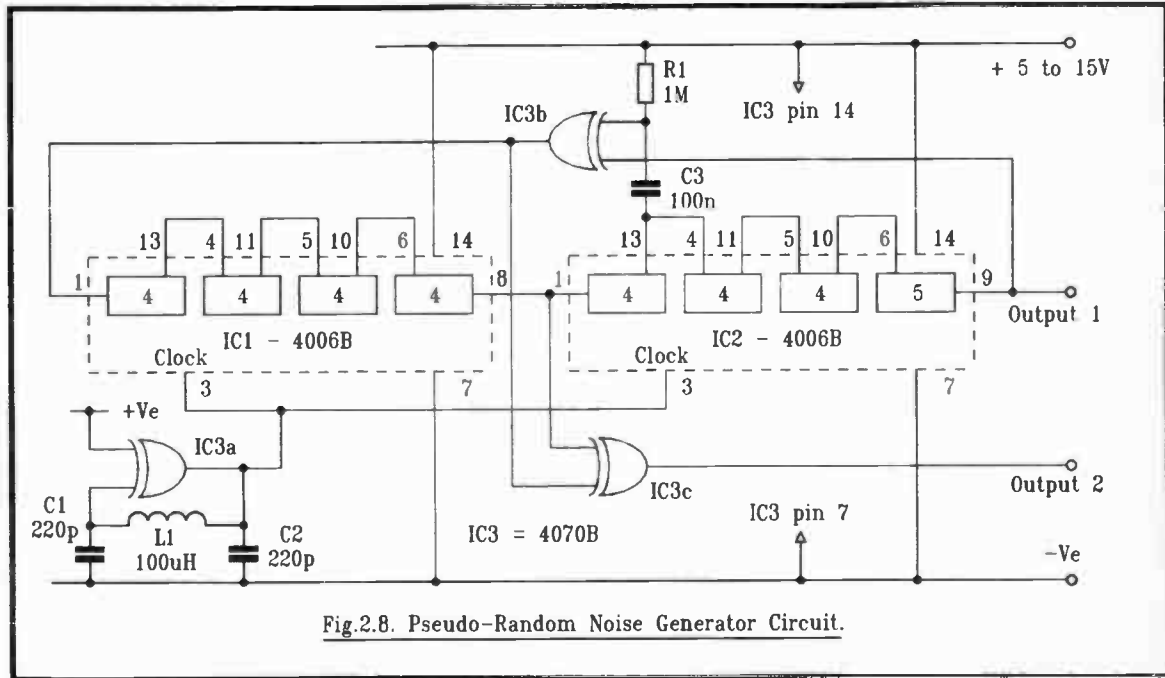 + 5 to 15V
R1
1M
IC3 pin 14
IC3b
C3
100n
13 4 11 5 10 6 14
13 4 11 5 10 6 14
1 4 4 4 4 8
1 4 4 4 5 9
Output 1
IC1 - 4006B
IC2 - 4006B
Clock
Clock
3 7
3 7
+Ve
IC3a
IC3c
Output 2
C1
220p
L1
100uH
C2
220p
IC3 = 4070B
IC3 pin 7
-Ve
Fig.2.8. Pseudo-Random Noise Generator Circuit.